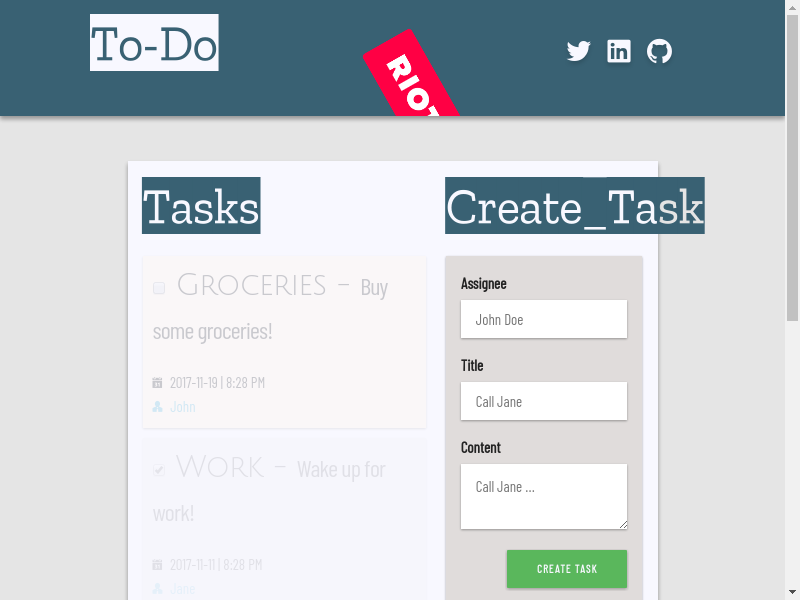 To-Do
RIOT
Tasks
Create_Task
Groceries - Buy
some groceries!
2017-11-19 | 8:28 PM
John
Work - Wake up for
work!
2017-11-11 | 8:28 PM
Jane
Assignee
John Doe
Title
Call Jane
Content
Call Jane ...
CREATE TASK